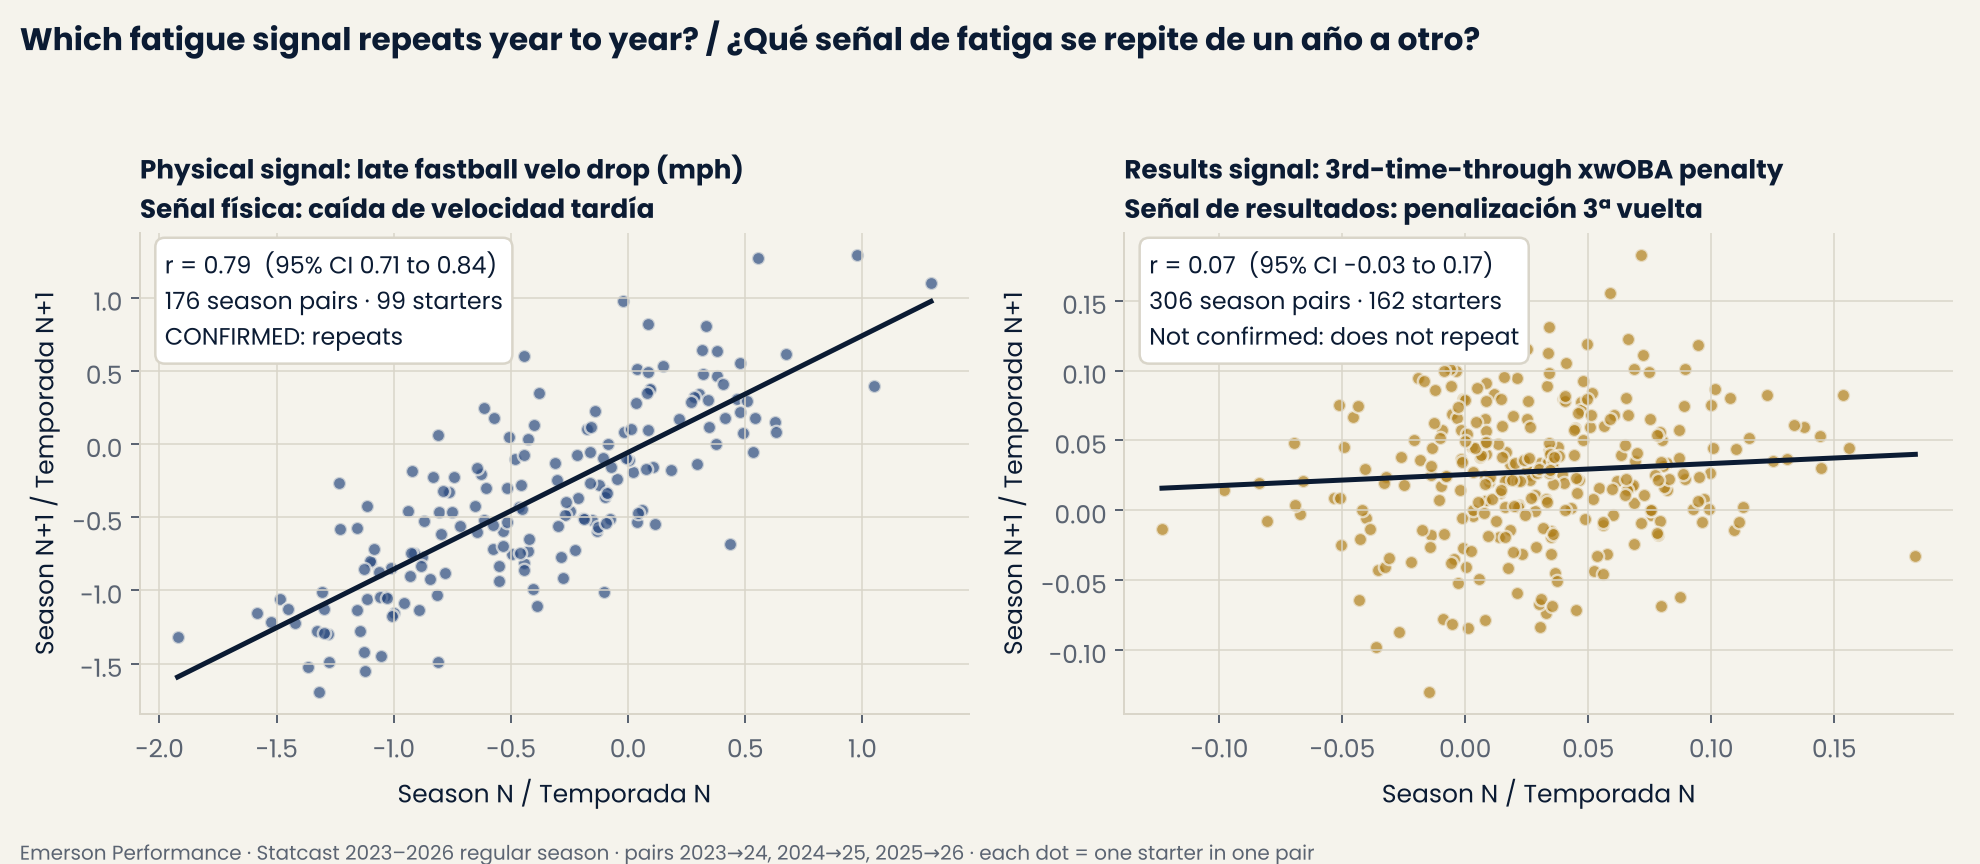 Which fatigue signal repeats year to year? / ¿Qué señal de fatiga se repite de un año a otro?
Physical signal: late fastball velo drop (mph)
Señal física: caída de velocidad tardía
r = 0.79 (95% CI 0.71 to 0.84)
176 season pairs · 99 starters
CONFIRMED: repeats
Season N+1 / Temporada N+1
1.0
0.5
0.0
−0.5
−1.0
−1.5
−2.0 −1.5 −1.0 −0.5 0.0 0.5 1.0
Season N / Temporada N
Results signal: 3rd-time-through xwOBA penalty
Señal de resultados: penalización 3ª vuelta
r = 0.07 (95% CI −0.03 to 0.17)
306 season pairs · 162 starters
Not confirmed: does not repeat
Season N+1 / Temporada N+1
0.15
0.10
0.05
0.00
−0.05
−0.10
−0.10 −0.05 0.00 0.05 0.10 0.15
Season N / Temporada N
Emerson Performance · Statcast 2023–2026 regular season · pairs 2023→24, 2024→25, 2025→26 · each dot = one starter in one pair